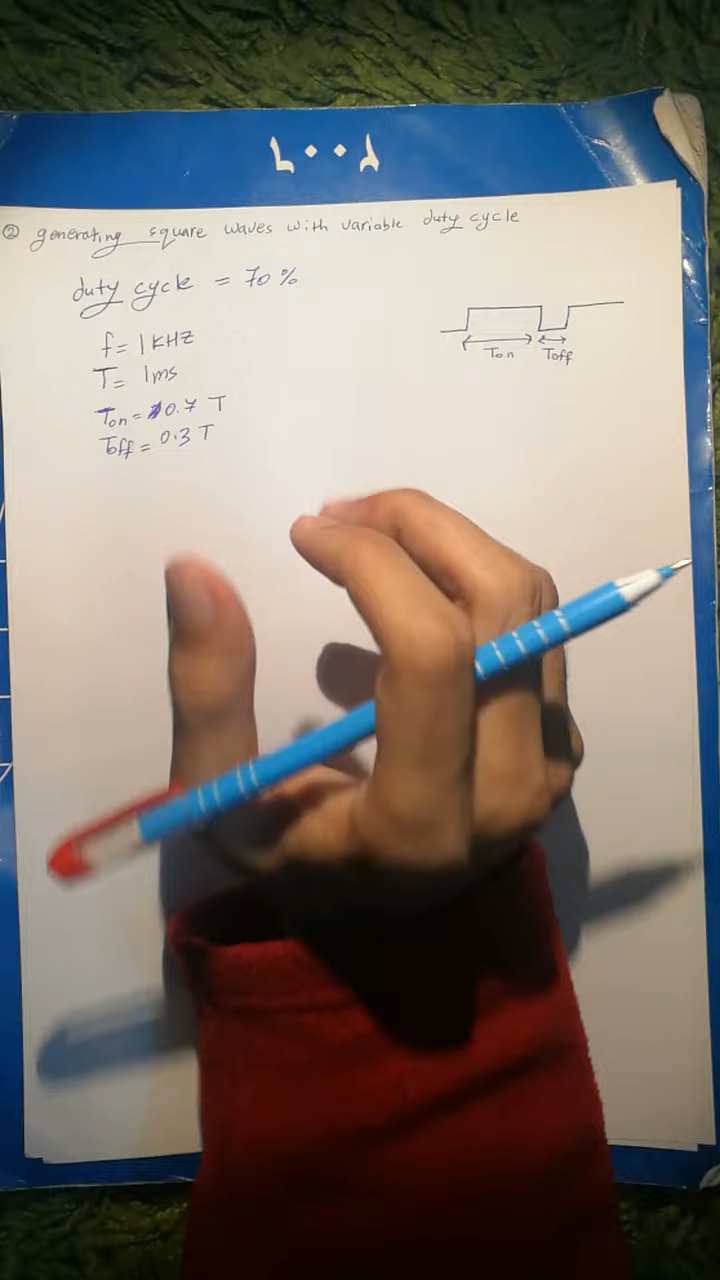 ② generating square waves with variable duty cycle
duty cycle = 70 %
f = 1 KHZ
T = 1ms
Ton = 0.7 T
Toff = 0.3 T
Ton Toff